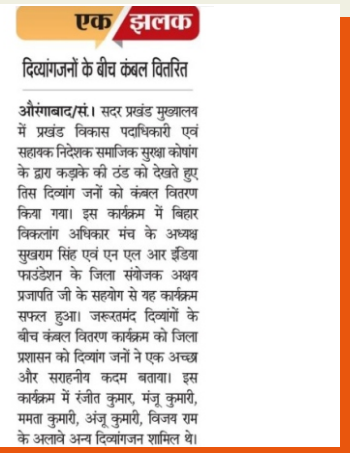 एक झलक
दिव्यांगजनों के बीच कंबल वितरित
औरंगाबाद/सं.। सदर प्रखंड मुख्यालय
में प्रखंड विकास पदाधिकारी एवं
सहायक निदेशक समाजिक सुरक्षा कोषांग
के द्वारा कड़ाके की ठंड को देखते हुए
तिस दिव्यांग जनों को कंबल वितरण
किया गया। इस कार्यक्रम में बिहार
विकलांग अधिकार मंच के अध्यक्ष
सुखराम सिंह एवं एन एल आर इंडिया
फाउंडेशन के जिला संयोजक अक्षय
प्रजापति जी के सहयोग से यह कार्यक्रम
सफल हुआ। जरूरतमंद दिव्यांगों के
बीच कंबल वितरण कार्यक्रम को जिला
प्रशासन को दिव्यांग जनों ने एक अच्छा
और सराहनीय कदम बताया। इस
कार्यक्रम में रंजीत कुमार, मंजू कुमारी,
ममता कुमारी, अंजू कुमारी, विजय राम
के अलावे अन्य दिव्यांगजन शामिल थे।